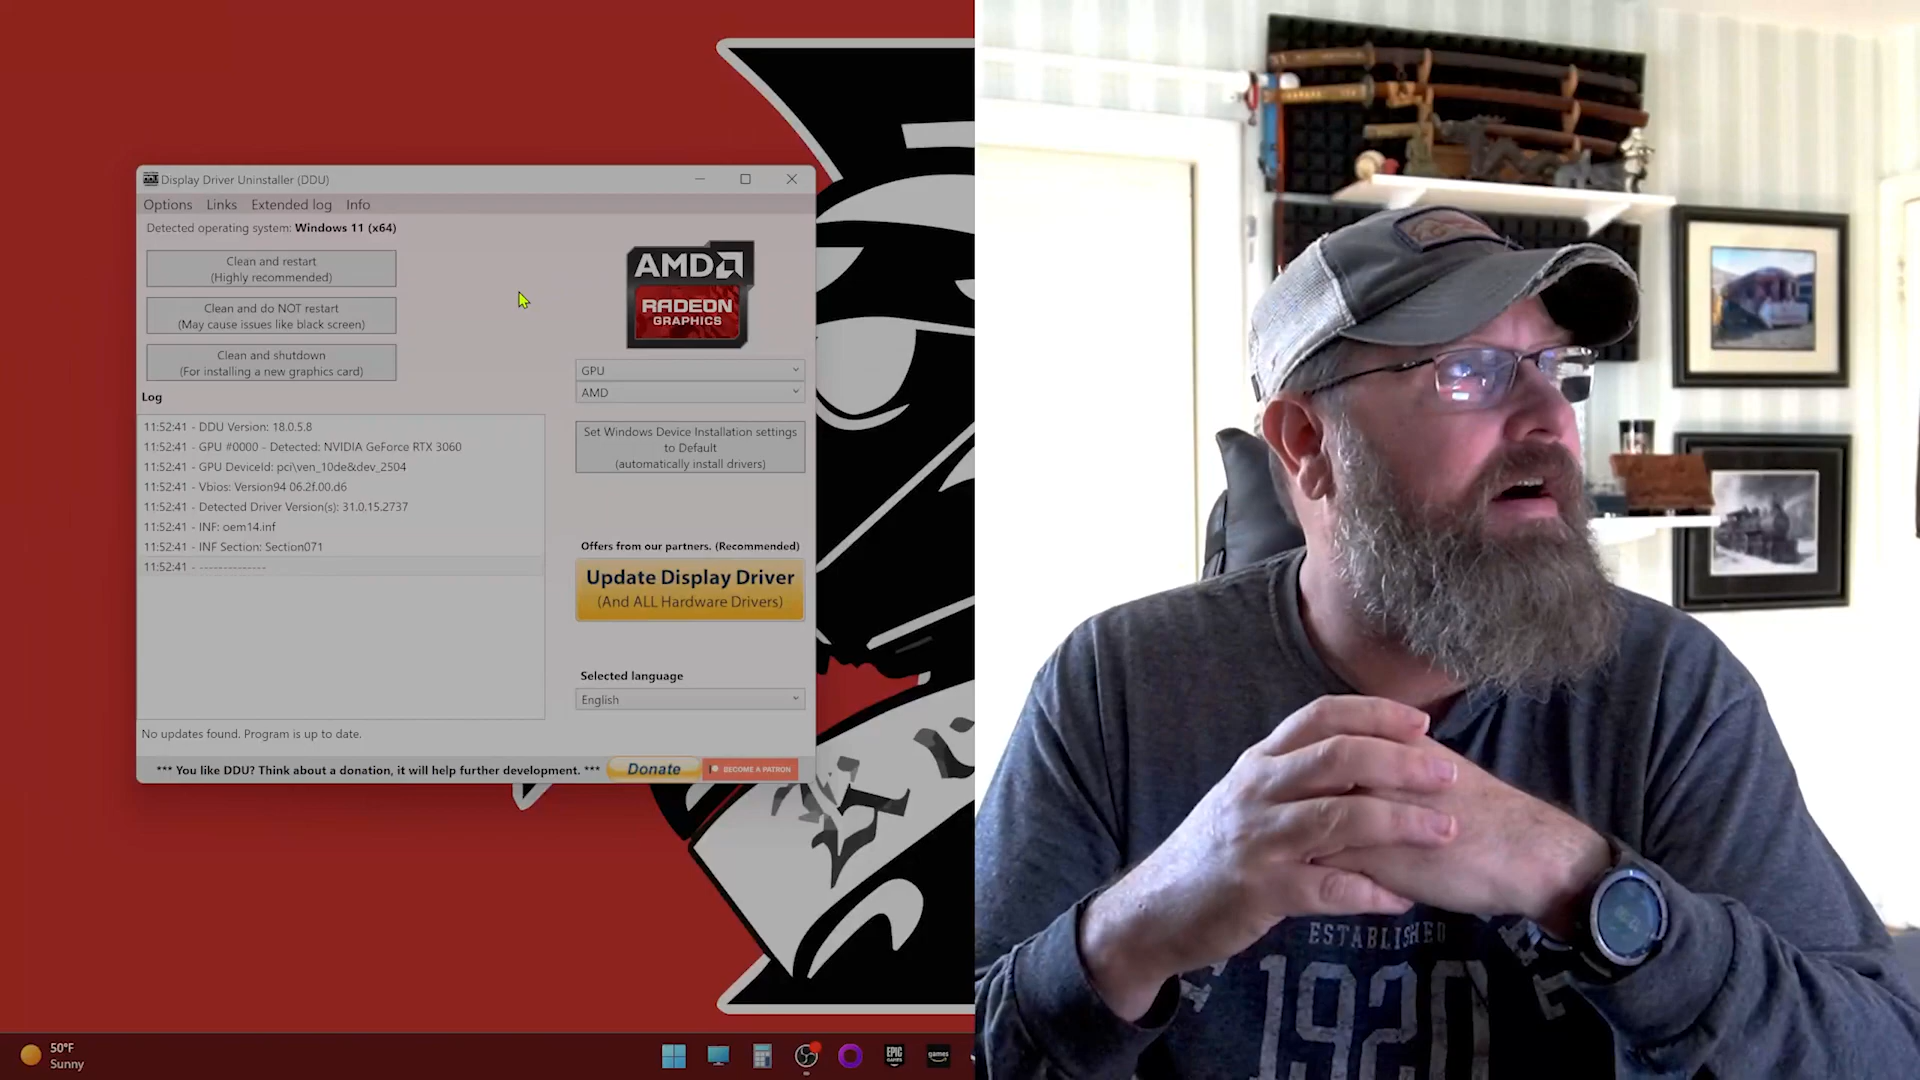 Display Driver Uninstaller (DDU)
Options Links Extended log Info
Detected operating system: Windows 11 (x64)
Clean and restart
(Highly recommended)
Clean and do NOT restart
(May cause issues like black screen)
Clean and shutdown
(For installing a new graphics card)
AMD
RADEON
GRAPHICS
GPU
AMD
Set Windows Device Installation settings
to Default
(automatically install drivers)
Log
11:52:41 - DDU Version: 18.0.5.8
11:52:41 - GPU #0000 - Detected: NVIDIA GeForce RTX 3060
11:52:41 - GPU DeviceId: pci\ven_10de&dev_2504
11:52:41 - Vbios: Version94 06.2f.00.d6
11:52:41 - Detected Driver Version(s): 31.0.15.2737
11:52:41 - INF: oem14.inf
11:52:41 - INF Section: Section071
11:52:41 - --------------
Offers from our partners. (Recommended)
Update Display Driver
(And ALL Hardware Drivers)
Selected language
English
No updates found. Program is up to date.
*** You like DDU? Think about a donation, it will help further development. ***
Donate
BECOME A PATRON
50°F
Sunny
EPIC
GAMES
games
ESTABLISHED
1920